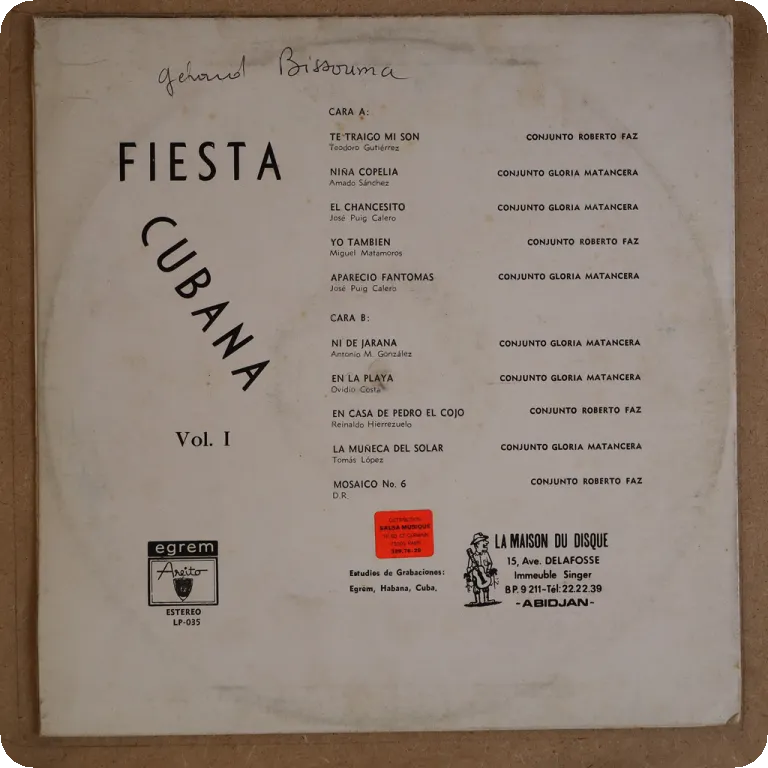 Bissouma
FIESTA
CUBANA
Vol. I
CARA A:
TE TRAIGO MI SON CONJUNTO ROBERTO FAZ
Teodoro Gutiérrez
NIÑA COPELIA CONJUNTO GLORIA MATANCERA
Amado Sánchez
EL CHANCESITO CONJUNTO GLORIA MATANCERA
José Puig Calero
YO TAMBIEN CONJUNTO ROBERTO FAZ
Miguel Matamoros
APARECIO FANTOMAS CONJUNTO GLORIA MATANCERA
José Puig Calero
CARA B:
NI DE JARANA CONJUNTO GLORIA MATANCERA
Antonio M. González
EN LA PLAYA CONJUNTO GLORIA MATANCERA
Ovidio Costa
EN CASA DE PEDRO EL COJO CONJUNTO ROBERTO FAZ
Reinaldo Hierrezuelo
LA MUÑECA DEL SOLAR CONJUNTO GLORIA MATANCERA
Tomás López
MOSAICO No. 6 CONJUNTO ROBERTO FAZ
D.R.
SALSA MUSIQUE
egrem
Areito
ESTEREO
LP-035
Estudios de Grabaciones:
Egrem, Habana, Cuba,
LA MAISON DU DISQUE
15, Ave. DELAFOSSE
Immeuble Singer
B P. 9 211-Tél: 22.22.39
-ABIDJAN-